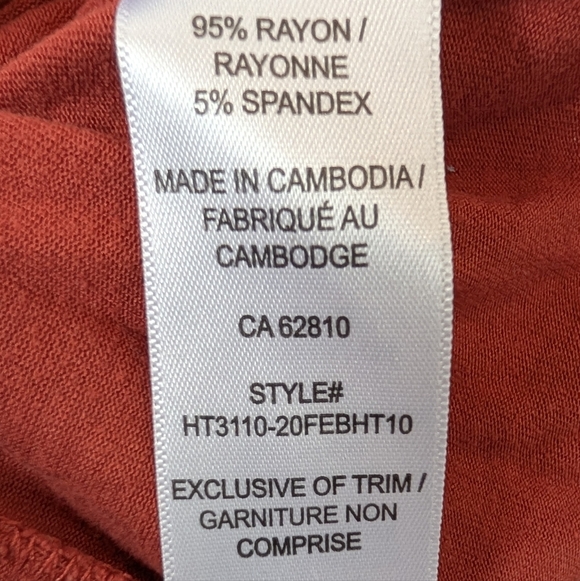 95% RAYON /
RAYONNE
5% SPANDEX
MADE IN CAMBODIA /
FABRIQUÉ AU
CAMBODGE
CA 62810
STYLE#
HT3110-20FEBHT10
EXCLUSIVE OF TRIM /
GARNITURE NON
COMPRISE